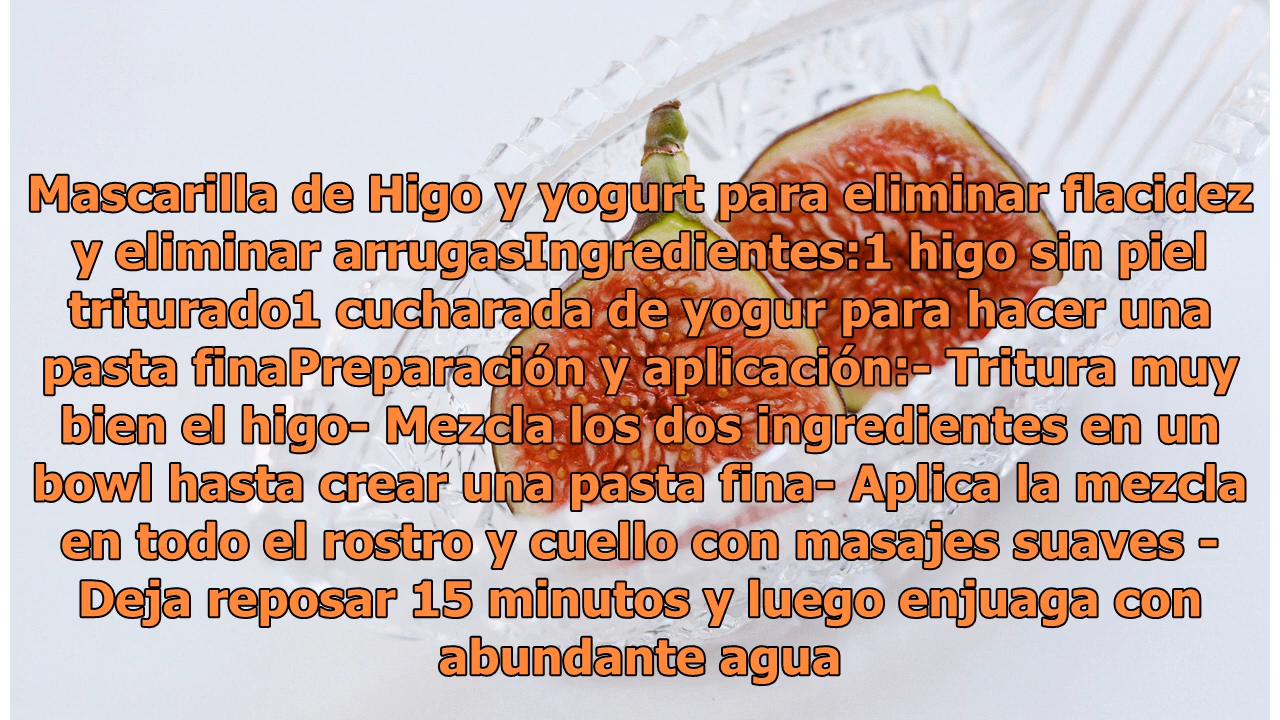 Mascarilla de Higo y yogurt para eliminar flacidez
y eliminar arrugasIngredientes:1 higo sin piel
triturado1 cucharada de yogur para hacer una
pasta finaPreparación y aplicación:- Tritura muy
bien el higo- Mezcla los dos ingredientes en un
bowl hasta crear una pasta fina- Aplica la mezcla
en todo el rostro y cuello con masajes suaves -
Deja reposar 15 minutos y luego enjuaga con
abundante agua